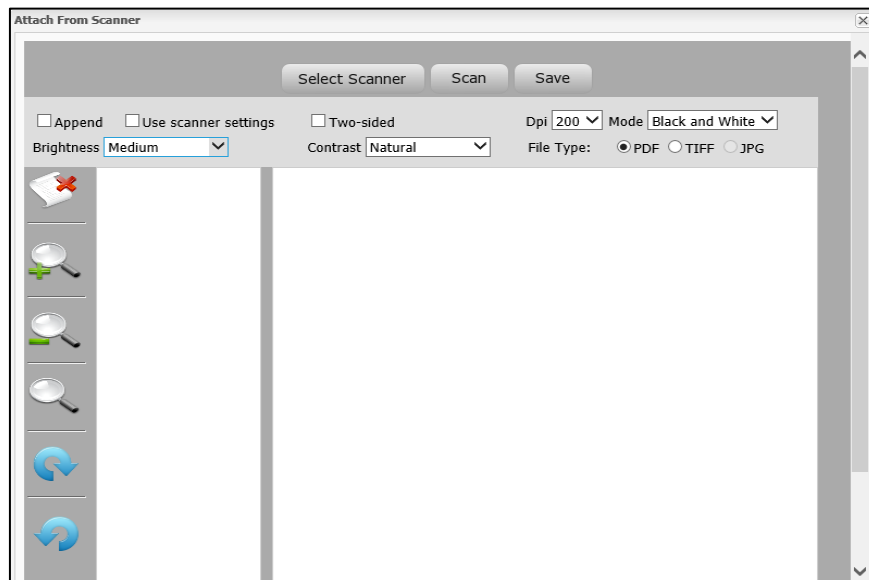 Attach From Scanner
Select Scanner Scan Save
Append Use scanner settings Two-sided Dpi 200 Mode Black and White
Brightness Medium Contrast Natural File Type: PDF TIFF JPG